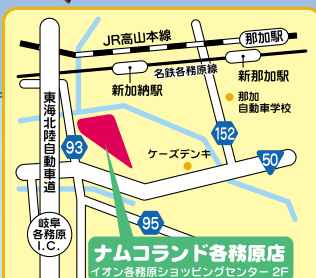 JR高山本線
那加駅
名鉄各務原線
新加納駅
新那加駅
那加
自動車学校
東海北陸自動車道
93
152
ケーズデンキ
50
岐阜
各務原
I.C.
95
ナムコランド各務原店
イオン各務原ショッピングセンター 2F